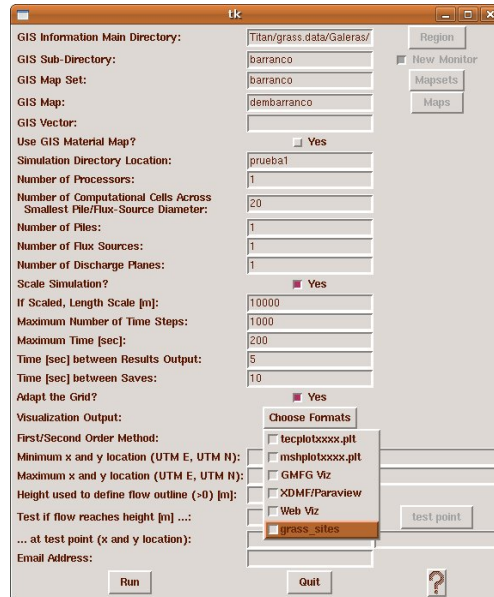 tk
GIS Information Main Directory: Titan/grass.data/Galeras/ Region
GIS Sub-Directory: barranco New Monitor
GIS Map Set: barranco Mapsets
GIS Map: dembarranco Maps
GIS Vector:
Use GIS Material Map? Yes
Simulation Directory Location: prueba1
Number of Processors: 1
Number of Computational Cells Across
Smallest Pile/Flux-Source Diameter: 20
Number of Piles: 1
Number of Flux Sources: 1
Number of Discharge Planes: 1
Scale Simulation? Yes
If Scaled, Length Scale [m]: 10000
Maximum Number of Time Steps: 1000
Maximum Time [sec]: 200
Time [sec] between Results Output: 5
Time [sec] between Saves: 10
Adapt the Grid? Yes
Visualization Output: Choose Formats
First/Second Order Method: tecplotxxxx.plt
mshplotxxxx.plt
Minimum x and y location (UTM E, UTM N):
Maximum x and y location (UTM E, UTM N): GMFG Viz
Height used to define flow outline (>0) [m]: XDMF/Paraview
Test if flow reaches height [m] ...: Web Viz test point
... at test point (x and y location): grass_sites
Email Address:
Run Quit ?